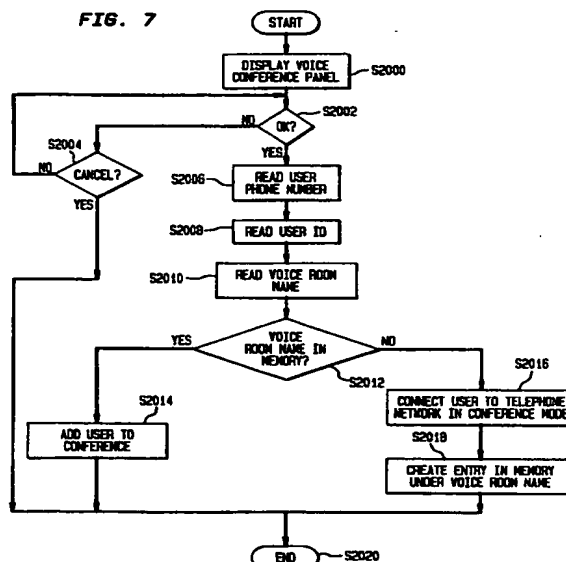 FIG. 7
START
DISPLAY VOICE
CONFERENCE PANEL
S2000
S2002
NO
OK?
YES
S2004
NO
CANCEL?
YES
S2006
READ USER
PHONE NUMBER
S2008
READ USER ID
S2010
READ VOICE ROOM
NAME
YES
VOICE
ROOM NAME IN
MEMORY?
NO
S2012
S2014
ADD USER TO
CONFERENCE
S2016
CONNECT USER TO TELEPHONE
NETWORK IN CONFERENCE MODE
S2018
CREATE ENTRY IN MEMORY
UNDER VOICE ROOM NAME
END
S2020